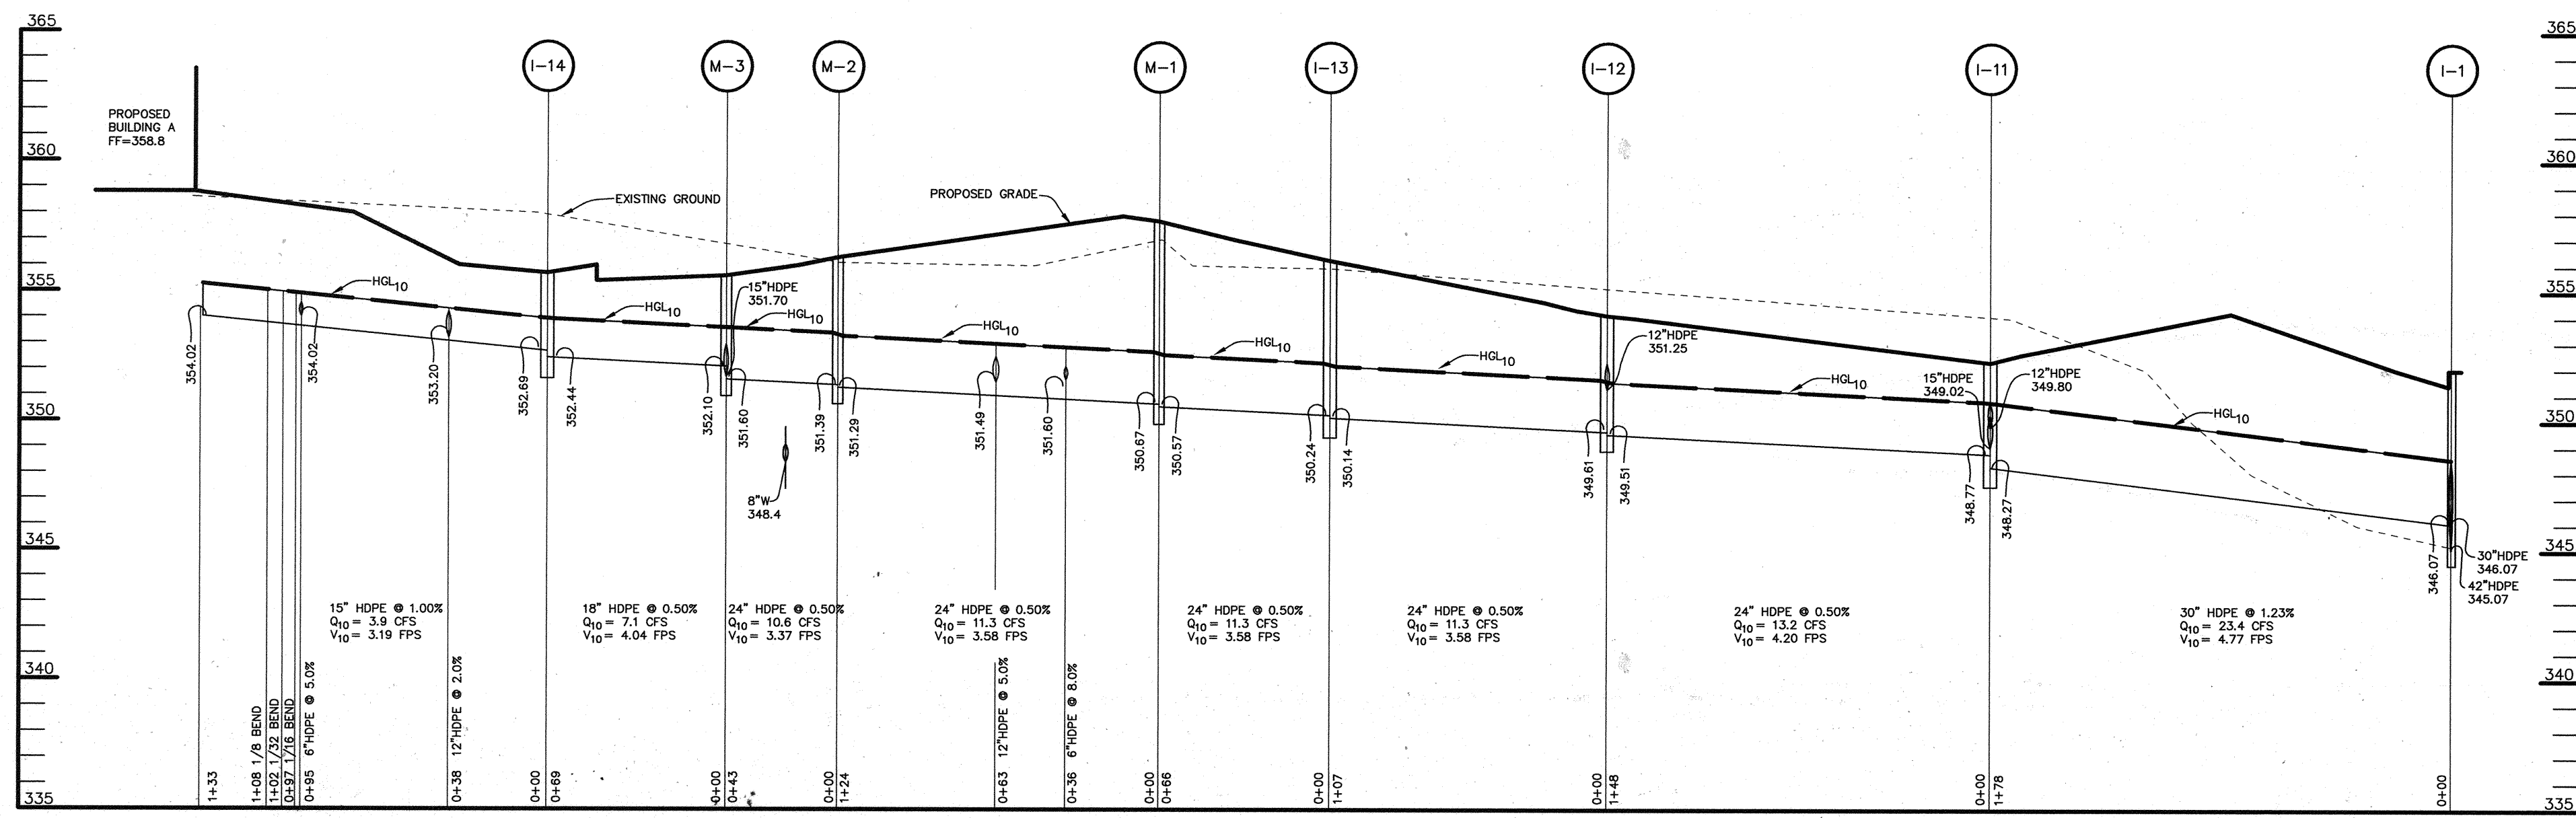 365
365
I-14
M-3
M-2
M-1
I-13
I-12
I-11
I-1
PROPOSED
BUILDING A
FF=358.8
360
360
EXISTING GROUND
PROPOSED GRADE
355
355
HGL10
HGL10
15"HDPE
351.70
HGL10
HGL10
HGL10
HGL10
12"HDPE
351.25
HGL10
15"HDPE
349.02
12"HDPE
349.80
HGL10
350
350
354.02
354.02
353.20
352.69
352.44
352.10
351.60
8"W
348.4
351.39
351.29
351.49
351.60
350.67
350.57
350.24
350.14
349.61
349.51
348.77
348.27
346.07
30"HDPE
346.07
42"HDPE
345.07
345
345
15" HDPE @ 1.00%
Q10= 3.9 CFS
V10= 3.19 FPS
18" HDPE @ 0.50%
Q10= 7.1 CFS
V10= 4.04 FPS
24" HDPE @ 0.50%
Q10= 10.6 CFS
V10= 3.37 FPS
24" HDPE @ 0.50%
Q10= 11.3 CFS
V10= 3.58 FPS
24" HDPE @ 0.50%
Q10= 11.3 CFS
V10= 3.58 FPS
24" HDPE @ 0.50%
Q10= 11.3 CFS
V10= 3.58 FPS
24" HDPE @ 0.50%
Q10= 13.2 CFS
V10= 4.20 FPS
30" HDPE @ 1.23%
Q10= 23.4 CFS
V10= 4.77 FPS
340
340
1+33
1+08 1/8 BEND
1+02 1/32 BEND
0+97 1/16 BEND
0+95 6"HDPE @ 5.0%
0+38 12"HDPE @ 2.0%
0+00
0+69
0+00
0+43
0+00
1+24
0+63 12"HDPE @ 5.0%
0+36 6"HDPE @ 8.0%
0+00
0+66
0+00
1+07
0+00
1+48
0+00
1+78
0+00
335
335